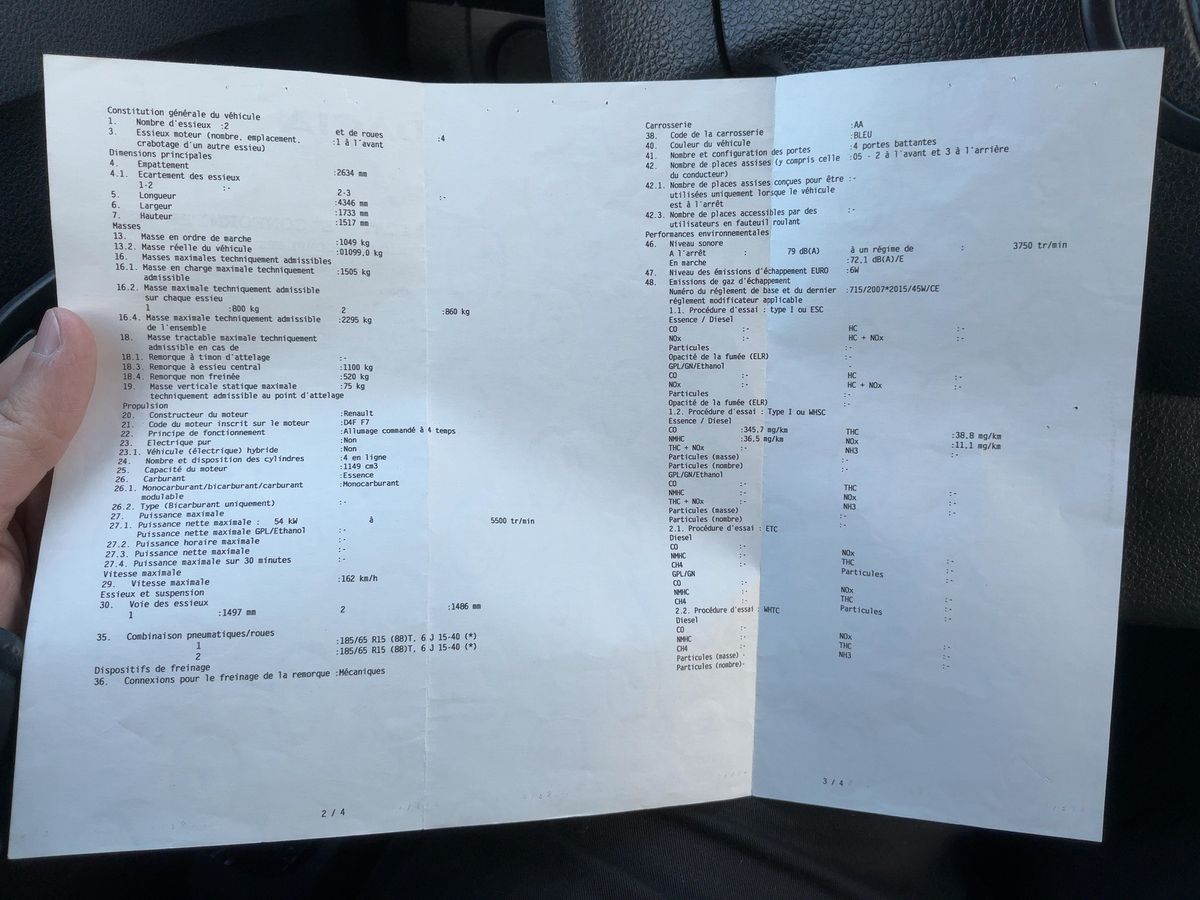 Constitution générale du véhicule
1. Nombre d'essieux :2 et de roues :4
3. Essieux moteur (nombre, emplacement, :1 à l'avant
crabotage d'un autre essieu)
Dimensions principales
4. Empattement
4.1. Ecartement des essieux :2634 mm
1-2 :- 2-3 :-
5. Longueur :4346 mm
6. Largeur :1733 mm
7. Hauteur :1517 mm
Masses
13. Masse en ordre de marche :1049 kg
13.2. Masse réelle du véhicule :01099,0 kg
16. Masses maximales techniquement admissibles
16.1. Masse en charge maximale techniquement :1505 kg
admissible
16.2. Masse maximale techniquement admissible
sur chaque essieu
1 :800 kg 2 :860 kg
16.4. Masse maximale techniquement admissible :2295 kg
de l'ensemble
18. Masse tractable maximale techniquement
admissible en cas de
18.1. Remorque à timon d'attelage :-
18.3. Remorque à essieu central :1100 kg
18.4. Remorque non freinée :520 kg
19. Masse verticale statique maximale :75 kg
techniquement admissible au point d'attelage
Propulsion
20. Constructeur du moteur :Renault
21. Code du moteur inscrit sur le moteur :D4F F7
22. Principe de fonctionnement :Allumage commandé à 4 temps
23. Electrique pur :Non
23.1. Véhicule (électrique) hybride :Non
24. Nombre et disposition des cylindres :4 en ligne
25. Capacité du moteur :1149 cm3
26. Carburant :Essence
26.1. Monocarburant/bicarburant/carburant :Monocarburant
modulable
26.2. Type (Bicarburant uniquement) :-
27. Puissance maximale
27.1. Puissance nette maximale : 54 kW à 5500 tr/min
Puissance nette maximale GPL/Ethanol :-
27.2. Puissance horaire maximale :-
27.3. Puissance nette maximale :-
27.4. Puissance maximale sur 30 minutes :-
Vitesse maximale
29. Vitesse maximale :162 km/h
Essieux et suspension
30. Voie des essieux
1 :1497 mm 2 :1486 mm
35. Combinaison pneumatiques/roues
1 :185/65 R15 (88)T, 6 J 15-40 (*)
2 :185/65 R15 (88)T, 6 J 15-40 (*)
Dispositifs de freinage
36. Connexions pour le freinage de la remorque :Mécaniques
2 / 4
Carrosserie
38. Code de la carrosserie :AA
40. Couleur du véhicule :BLEU
41. Nombre et configuration des portes :4 portes battantes
42. Nombre de places assises (y compris celle :05 - 2 à l'avant et 3 à l'arrière
du conducteur)
42.1. Nombre de places assises conçues pour être :-
utilisées uniquement lorsque le véhicule
est à l'arrêt
42.3. Nombre de places accessibles par des :-
utilisateurs en fauteuil roulant
Performances environnementales
46. Niveau sonore
A l'arrêt : 79 dB(A) à un régime de : 3750 tr/min
En marche :72.1 dB(A)/E
47. Niveau des émissions d'échappement EURO :6W
48. Emissions de gaz d'échappement
Numéro du réglement de base et du dernier :715/2007*2015/45W/CE
réglement modificateur applicable
1.1. Procédure d'essai : type I ou ESC
Essence / Diesel
CO :- HC :-
NOx :- HC + NOx :-
Particules :-
Opacité de la fumée (ELR) :-
GPL/GN/Ethanol
CO :- HC :-
NOx :- HC + NOx :-
Particules :-
Opacité de la fumée (ELR) :-
1.2. Procédure d'essai : Type I ou WHSC
Essence / Diesel
CO :345,7 mg/km THC :38,8 mg/km
NMHC :36,5 mg/km NOx :11,1 mg/km
THC + NOx :- NH3 :-
Particules (masse) :-
Particules (nombre) :-
GPL/GN/Ethanol
CO :- THC :-
NMHC :- NOx :-
THC + NOx :- NH3 :-
Particules (masse) :-
Particules (nombre) :-
2.1. Procédure d'essai : ETC
Diesel
CO :- NOx :-
NMHC :- THC :-
CH4 :- Particules :-
GPL/GN
CO :- NOx :-
NMHC :- THC :-
CH4 :- Particules :-
2.2. Procédure d'essai : WHTC
Diesel
CO :- NOx :-
NMHC :- THC :-
CH4 :- NH3 :-
Particules (masse) -
Particules (nombre)-
3 / 4